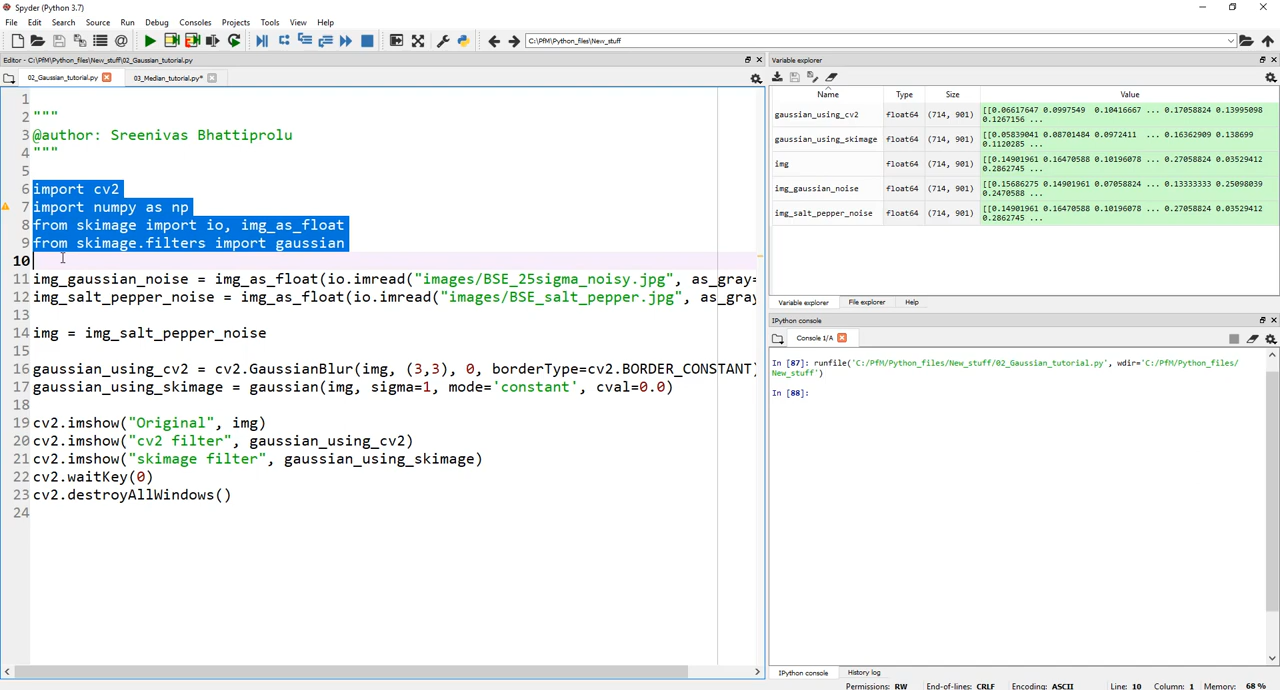 Spyder (Python 3.7)
File Edit Search Source Run Debug Consoles Projects Tools View Help
C:\PfM\Python_files\New_stuff
Editor - C:\PfM\Python_files\New_stuff\02_Gaussian_tutorial.py
02_Gaussian_tutorial.py 03_Median_tutorial.py*
1
2 """
3 @author: Sreenivas Bhattiprolu
4 """
5
6 import cv2
7 import numpy as np
8 from skimage import io, img_as_float
9 from skimage.filters import gaussian
10
11 img_gaussian_noise = img_as_float(io.imread("images/BSE_25sigma_noisy.jpg", as_gray=
12 img_salt_pepper_noise = img_as_float(io.imread("images/BSE_salt_pepper.jpg", as_gray
13
14 img = img_salt_pepper_noise
15
16 gaussian_using_cv2 = cv2.GaussianBlur(img, (3,3), 0, borderType=cv2.BORDER_CONSTANT)
17 gaussian_using_skimage = gaussian(img, sigma=1, mode='constant', cval=0.0)
18
19 cv2.imshow("Original", img)
20 cv2.imshow("cv2 filter", gaussian_using_cv2)
21 cv2.imshow("skimage filter", gaussian_using_skimage)
22 cv2.waitKey(0)
23 cv2.destroyAllWindows()
24
Variable explorer
Name Type Size Value
gaussian_using_cv2 float64 (714, 901) [[0.06617647 0.0997549 0.10416667 ... 0.17058824 0.13995098
0.1267156 ...
gaussian_using_skimage float64 (714, 901) [[0.05839041 0.08701484 0.0972411 ... 0.16362909 0.138699
0.1120285 ...
img float64 (714, 901) [[0.14901961 0.16470588 0.10196078 ... 0.27058824 0.03529412
0.2862745 ...
img_gaussian_noise float64 (714, 901) [[0.15686275 0.14901961 0.07058824 ... 0.13333333 0.25098039
0.2470588 ...
img_salt_pepper_noise float64 (714, 901) [[0.14901961 0.16470588 0.10196078 ... 0.27058824 0.03529412
0.2862745 ...
Variable explorer File explorer Help
IPython console
Console 1/A
In [87]: runfile('C:/PfM/Python_files/New_stuff/02_Gaussian_tutorial.py', wdir='C:/PfM/Python_files/
New_stuff')
In [88]:
IPython console History log
Permissions: RW End-of-lines: CRLF Encoding: ASCII Line: 10 Column: 1 Memory: 68 %